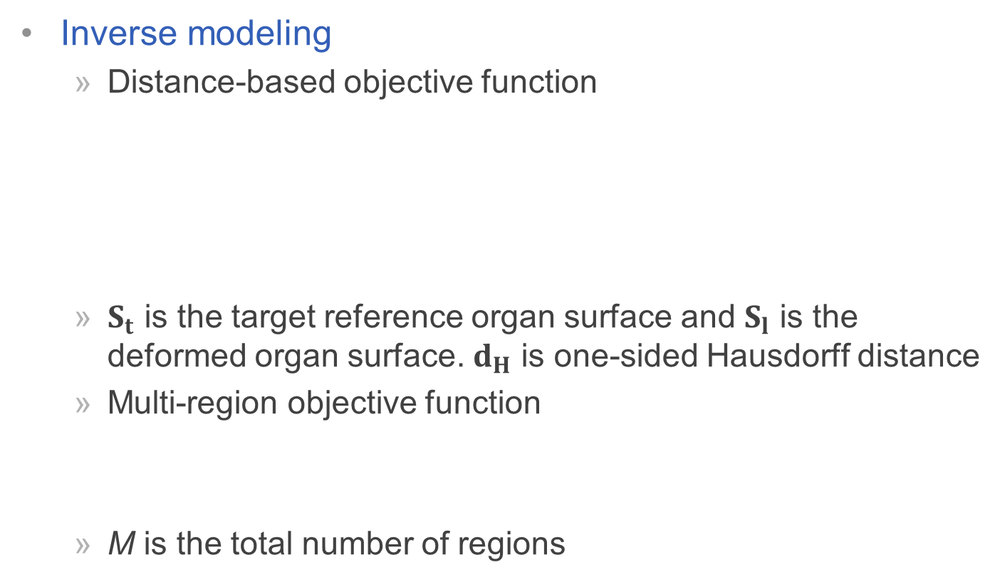 • Inverse modeling
» Distance-based objective function
» Sₜ is the target reference organ surface and Sₗ is the
deformed organ surface. d_H is one-sided Hausdorff distance
» Multi-region objective function
» M is the total number of regions